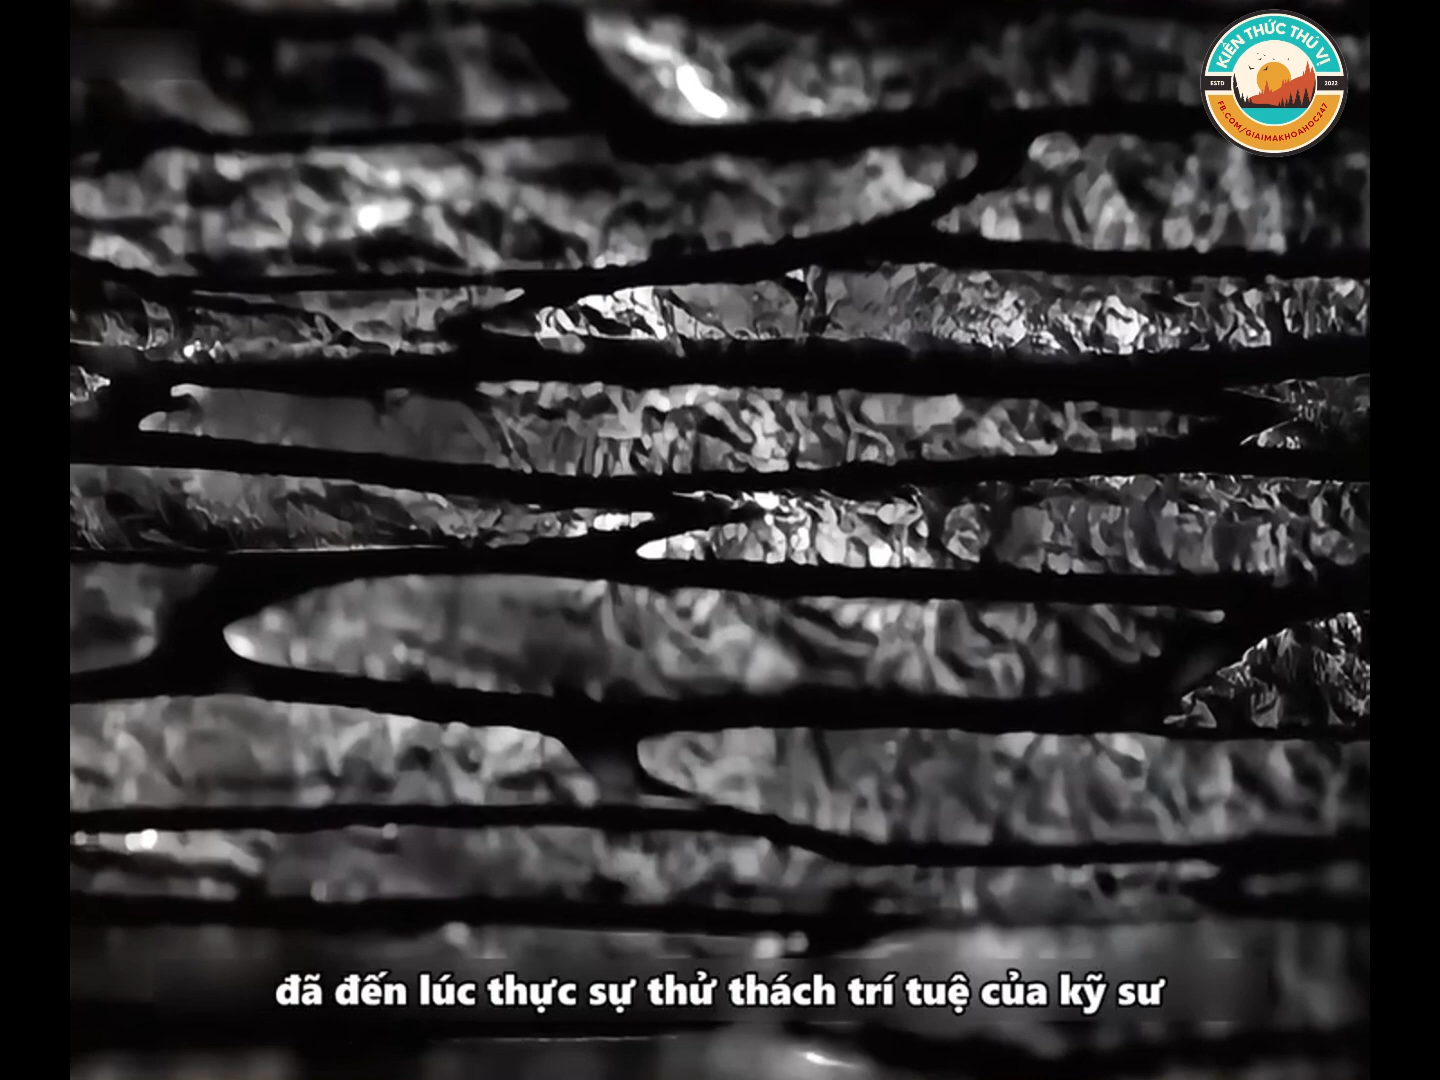 KIẾN THỨC THÚ VỊ
ESTD
2022
FB.COM/GIAIMAKHOAHOC247
đã đến lúc thực sự thử thách trí tuệ của kỹ sư